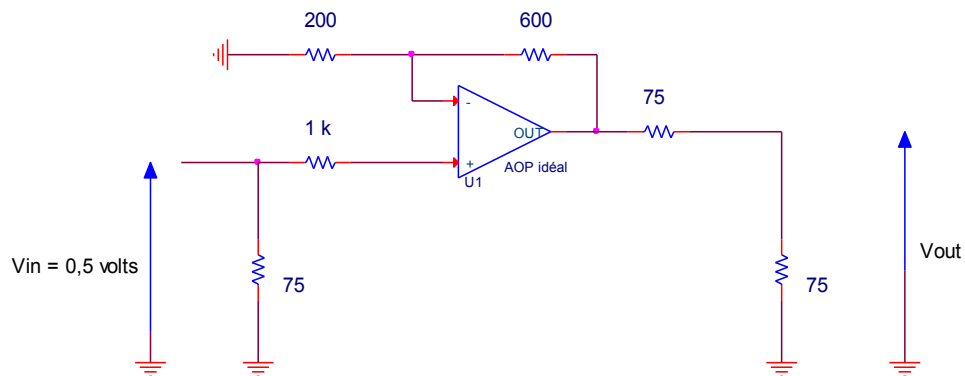 200
600
75
1 k
-
OUT
+
AOP idéal
U1
Vin = 0,5 volts
Vout
75
75